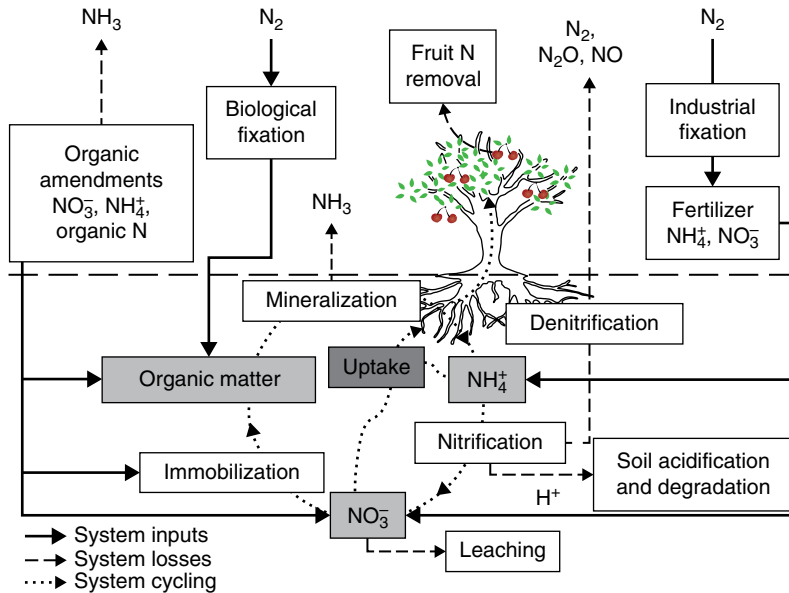 NH₃
N₂
N₂,
N₂O, NO
N₂
Fruit N
removal
Biological
fixation
Industrial
fixation
Organic
amendments
NO₃⁻, NH₄⁺,
organic N
NH₃
Fertilizer
NH₄⁺, NO₃⁻
Mineralization
Denitrification
Organic matter
Uptake
NH₄⁺
Nitrification
Immobilization
Soil acidification
and degradation
H⁺
NO₃⁻
Leaching
System inputs
System losses
System cycling